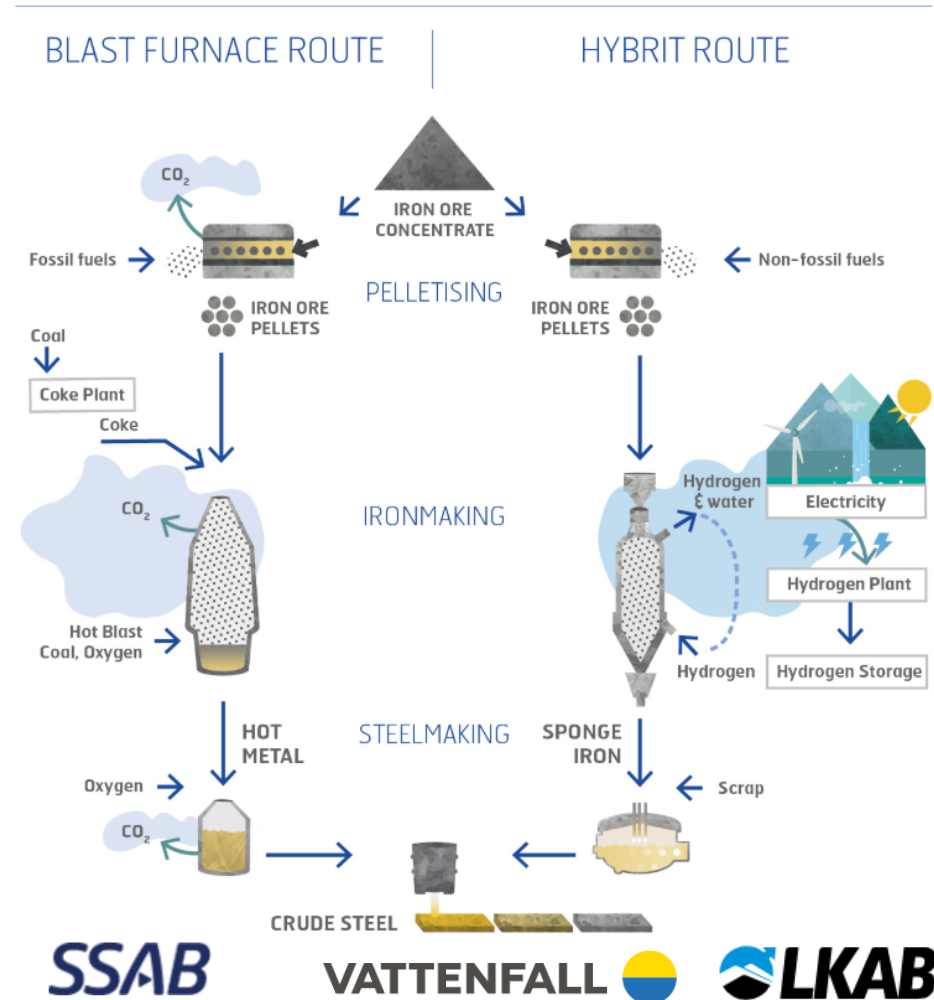 BLAST FURNACE ROUTE
HYBRIT ROUTE
CO₂
IRON ORE
CONCENTRATE
Fossil fuels
Non-fossil fuels
PELLETISING
IRON ORE
PELLETS
IRON ORE
PELLETS
Coal
Coke Plant
Coke
CO₂
IRONMAKING
Hydrogen
& water
Electricity
Hydrogen Plant
Hot Blast
Coal, Oxygen
Hydrogen
Hydrogen Storage
HOT
METAL
STEELMAKING
SPONGE
IRON
Oxygen
Scrap
CO₂
CRUDE STEEL
SSAB
VATTENFALL
LKAB